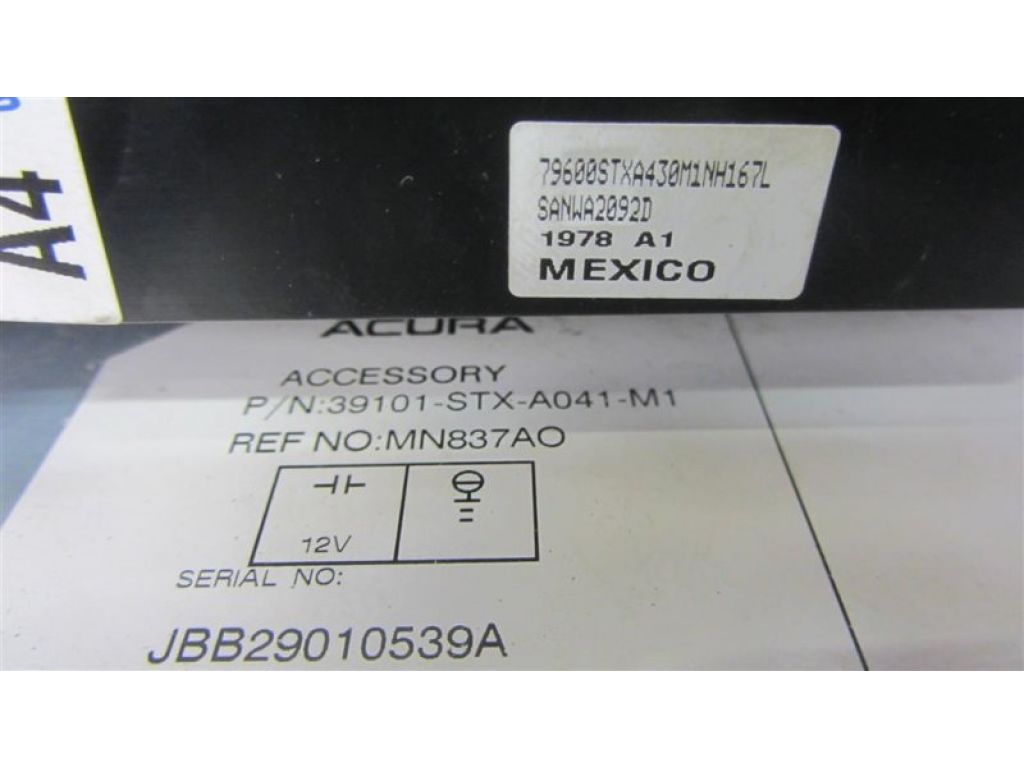 A4
79600STXA430M1NH167L
SANWA2092D
1978 A1
MEXICO
ACURA
ACCESSORY
P/N:39101-STX-A041-M1
REF NO:MN837AO
12V
SERIAL NO:
JBB29010539A